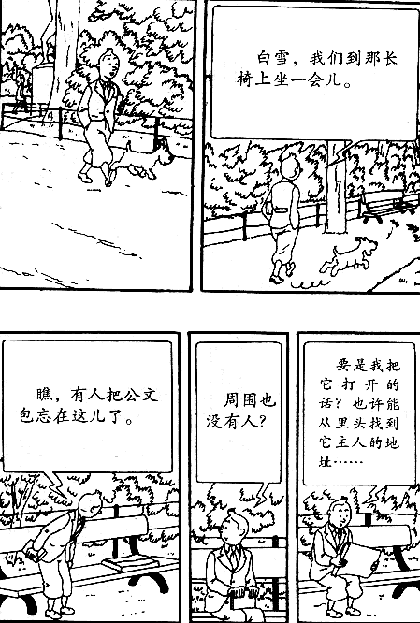 白雪，我们到那长
椅上坐一会儿。
瞧，有人把公文
包忘在这儿了。
周围也
没有人？
要是我把
它打开的
话？也许能
从里头找到
它主人的地
址……